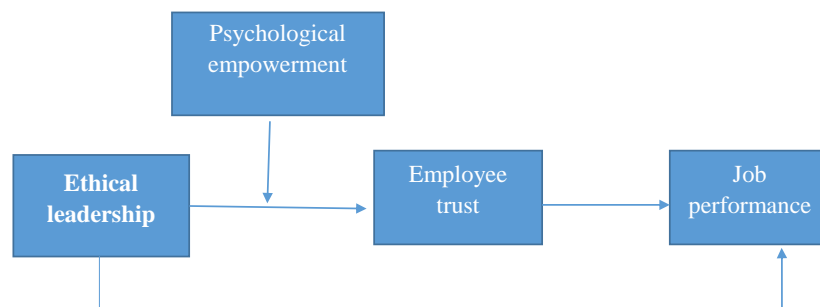 Psychological
empowerment
Ethical
leadership
Employee
trust
Job
performance